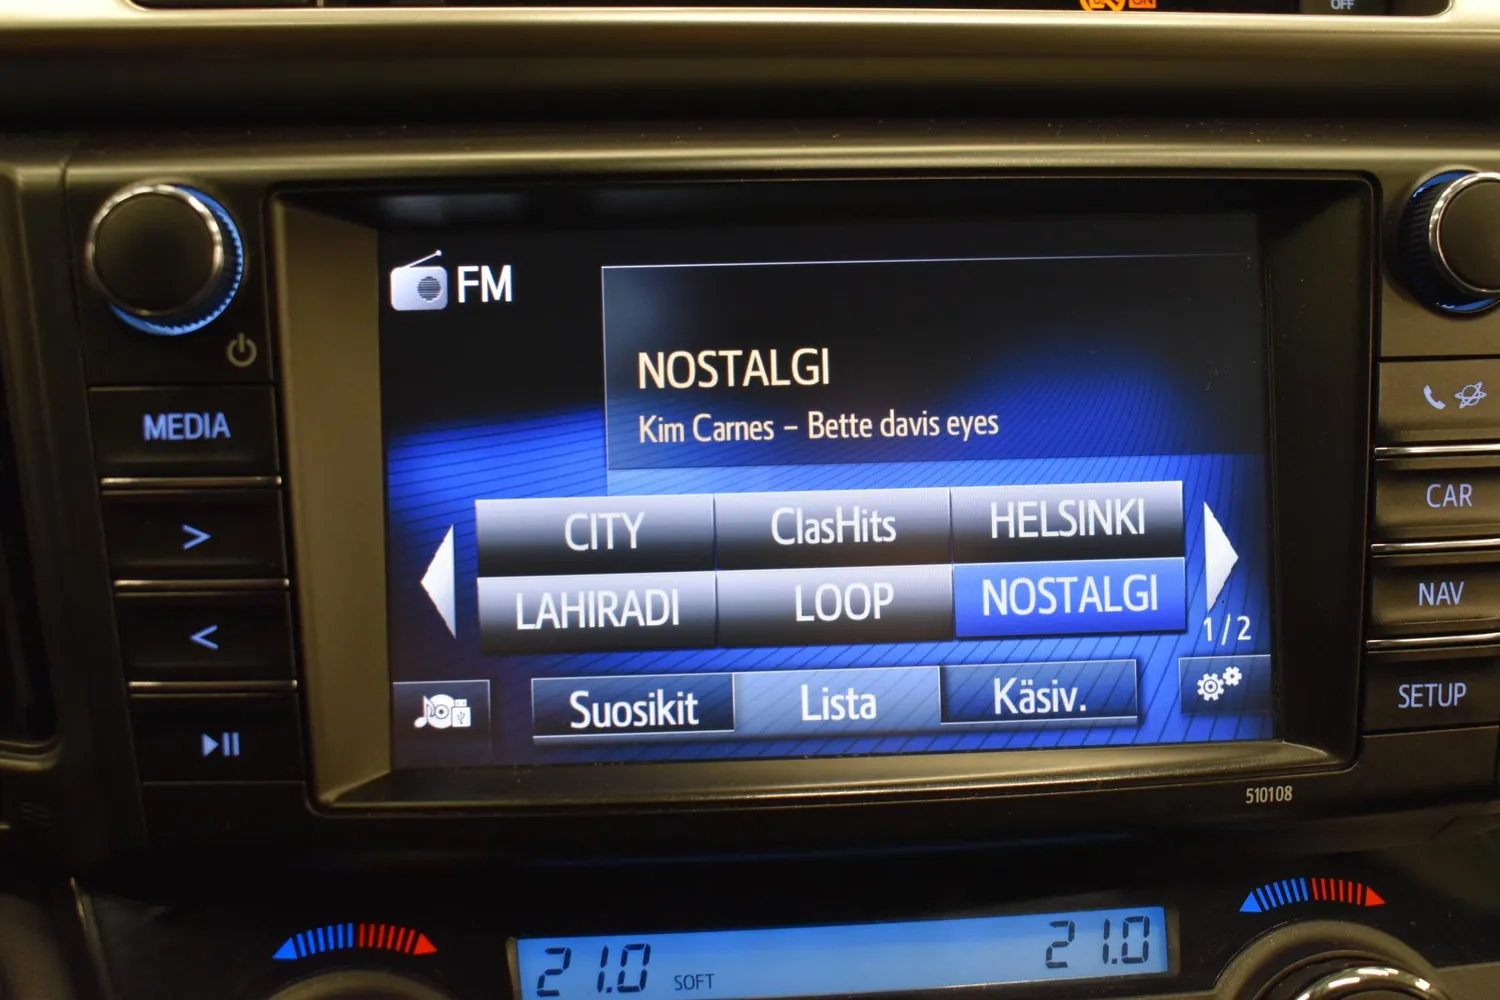 OFF
FM
NOSTALGI
Kim Carnes – Bette davis eyes
MEDIA
CITY
ClasHits
HELSINKI
LAHIRADI
LOOP
NOSTALGI
1/2
Suosikit
Lista
Käsiv.
CAR
NAV
SETUP
510108
21.0
SOFT
21.0